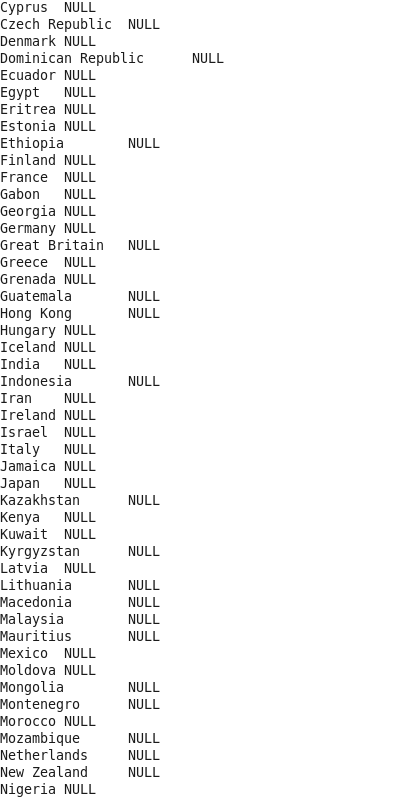 Cyprus	NULL
Czech Republic	NULL
Denmark	NULL
Dominican Republic	NULL
Ecuador	NULL
Egypt	NULL
Eritrea	NULL
Estonia	NULL
Ethiopia	NULL
Finland	NULL
France	NULL
Gabon	NULL
Georgia	NULL
Germany	NULL
Great Britain	NULL
Greece	NULL
Grenada	NULL
Guatemala	NULL
Hong Kong	NULL
Hungary	NULL
Iceland	NULL
India	NULL
Indonesia	NULL
Iran	NULL
Ireland	NULL
Israel	NULL
Italy	NULL
Jamaica	NULL
Japan	NULL
Kazakhstan	NULL
Kenya	NULL
Kuwait	NULL
Kyrgyzstan	NULL
Latvia	NULL
Lithuania	NULL
Macedonia	NULL
Malaysia	NULL
Mauritius	NULL
Mexico	NULL
Moldova	NULL
Mongolia	NULL
Montenegro	NULL
Morocco	NULL
Mozambique	NULL
Netherlands	NULL
New Zealand	NULL
Nigeria	NULL